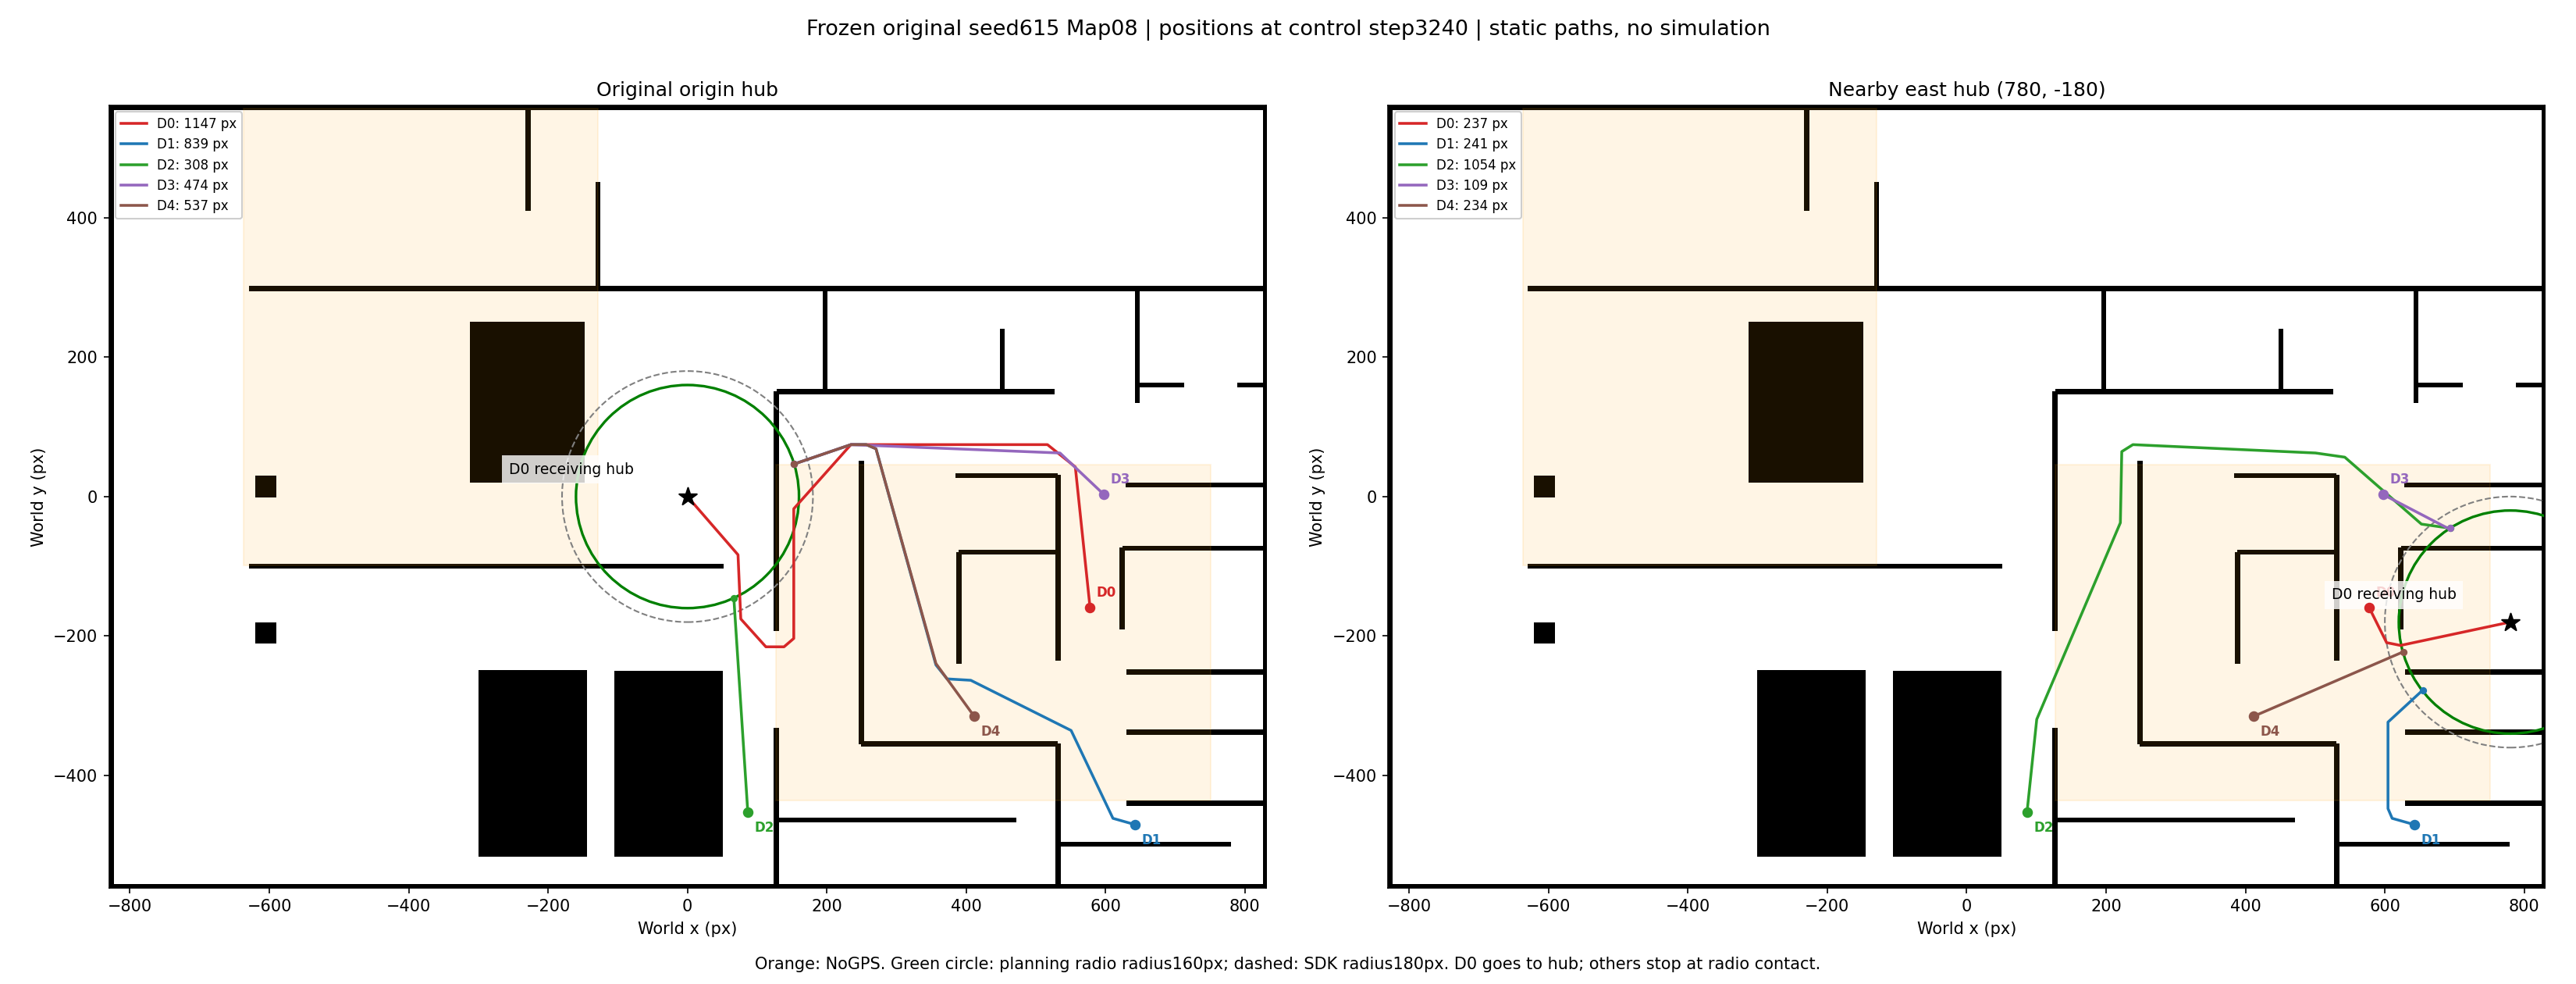 Frozen original seed615 Map08 | positions at control step3240 | static paths, no simulation
Original origin hub
D0: 1147 px
D1: 839 px
D2: 308 px
D3: 474 px
D4: 537 px
400
200
0
−200
−400
World y (px)
D0 receiving hub
D3
D0
D4
D2
D1
−800
−600
−400
−200
0
200
400
600
800
World x (px)
Nearby east hub (780, -180)
D0: 237 px
D1: 241 px
D2: 1054 px
D3: 109 px
D4: 234 px
400
200
0
−200
−400
World y (px)
D3
D0 receiving hub
D4
D2
D1
−800
−600
−400
−200
0
200
400
600
800
World x (px)
Orange: NoGPS. Green circle: planning radio radius160px; dashed: SDK radius180px. D0 goes to hub; others stop at radio contact.